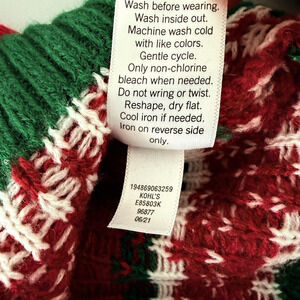 Wash before wearing.
Wash inside out.
Machine wash cold
with like colors.
Gentle cycle.
Only non-chlorine
bleach when needed.
Do not wring or twist.
Reshape, dry flat.
Cool iron if needed.
Iron on reverse side
only.
194869063259
KOHL'S
E85803K
96877
06/21